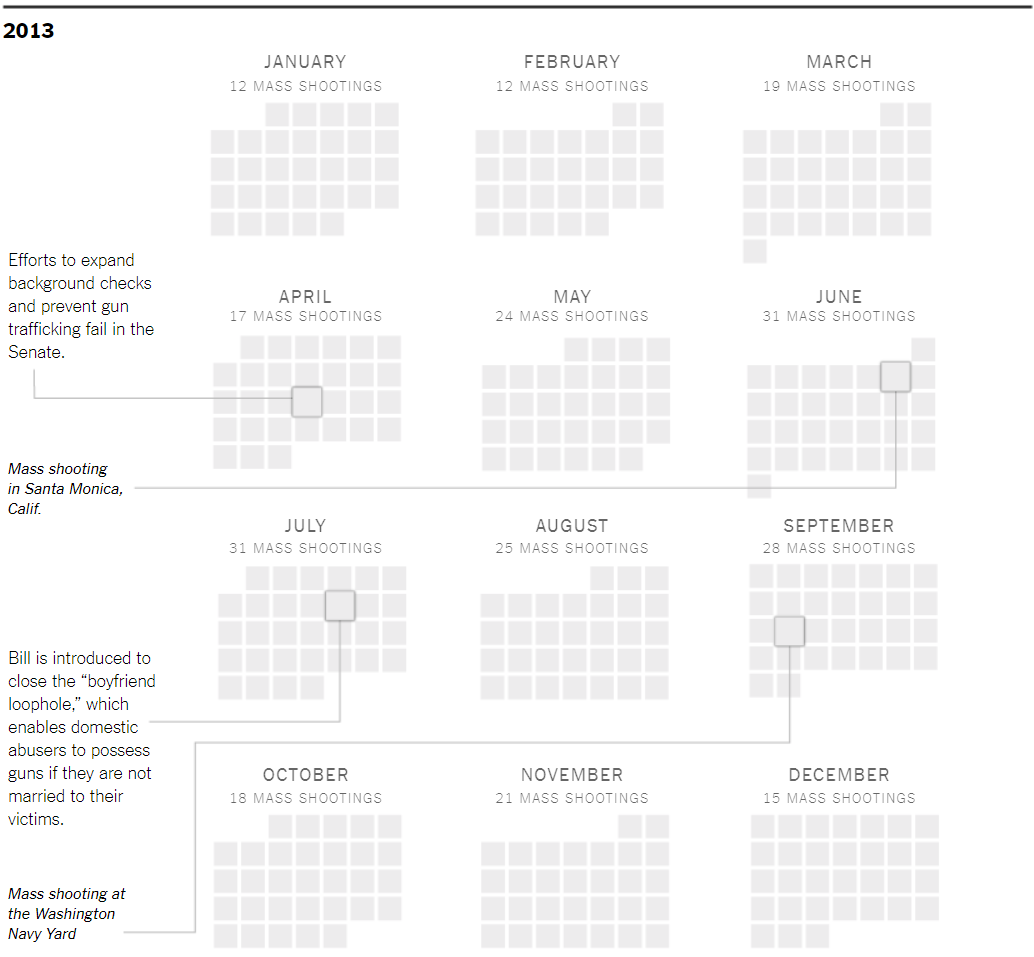 2013
JANUARY
12 MASS SHOOTINGS
FEBRUARY
12 MASS SHOOTINGS
MARCH
19 MASS SHOOTINGS
Efforts to expand
background checks
and prevent gun
trafficking fail in the
Senate.
APRIL
17 MASS SHOOTINGS
MAY
24 MASS SHOOTINGS
JUNE
31 MASS SHOOTINGS
Mass shooting
in Santa Monica,
Calif.
JULY
31 MASS SHOOTINGS
AUGUST
25 MASS SHOOTINGS
SEPTEMBER
28 MASS SHOOTINGS
Bill is introduced to
close the “boyfriend
loophole,” which
enables domestic
abusers to possess
guns if they are not
married to their
victims.
OCTOBER
18 MASS SHOOTINGS
NOVEMBER
21 MASS SHOOTINGS
DECEMBER
15 MASS SHOOTINGS
Mass shooting at
the Washington
Navy Yard